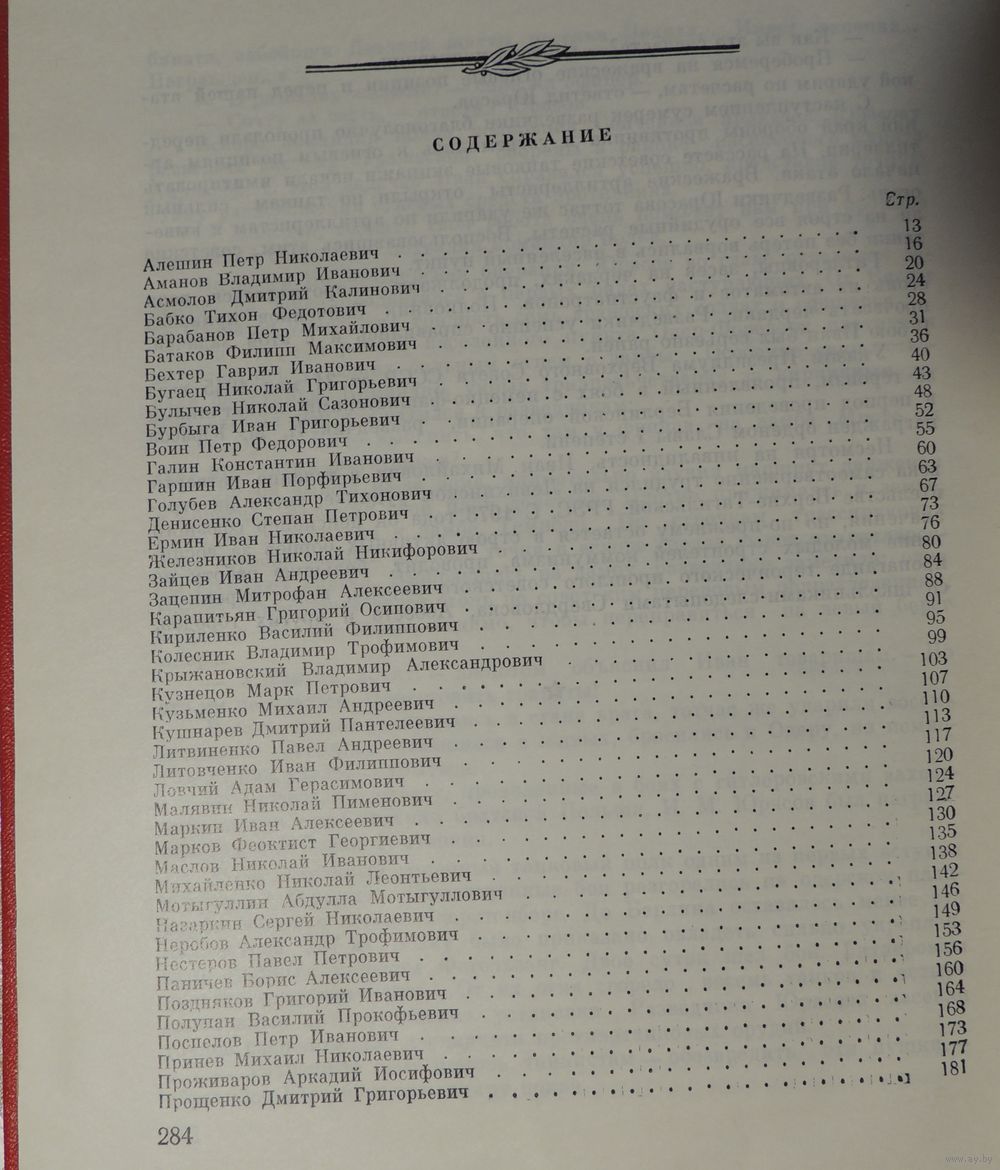 СОДЕРЖАНИЕ
Стр.
Алешин Петр Николаевич 13
Аманов Владимир Иванович 16
Асмолов Дмитрий Калинович 20
Бабко Тихон Федотович 24
Барабанов Петр Михайлович 28
Батаков Филипп Максимович 31
Бехтер Гаврил Иванович 36
Бугаец Николай Григорьевич 40
Булычев Николай Сазонович 43
Бурбыга Иван Григорьевич 48
Воин Петр Федорович 52
Галин Константин Иванович 55
Гаршин Иван Порфирьевич 60
Голубев Александр Тихонович 63
Денисенко Степан Петрович 67
Ермин Иван Николаевич 73
Железников Николай Никифорович 76
Зайцев Иван Андреевич 80
Зацепин Митрофан Алексеевич 84
Карапитьян Григорий Осипович 88
Кириленко Василий Филиппович 91
Колесник Владимир Трофимович 95
Крыжановский Владимир Александрович 99
Кузнецов Марк Петрович 103
Кузьменко Михаил Андреевич 107
Кушнарев Дмитрий Пантелеевич 110
Литвиненко Павел Андреевич 113
Литовченко Иван Филиппович 117
Ловчий Адам Герасимович 120
Малявин Николай Пименович 124
Маркин Иван Алексеевич 127
Марков Феоктист Георгиевич 130
Маслов Николай Иванович 135
Михайленко Николай Леонтьевич 138
Мотыгуллин Абдулла Мотыгуллович 142
Назаркин Сергей Николаевич 146
Неробов Александр Трофимович 149
Нестеров Павел Петрович 153
Паничев Борис Алексеевич 156
Поздняков Григорий Иванович 160
Полупан Василий Прокофьевич 164
Поспелов Петр Иванович 168
Принев Михаил Николаевич 173
Проживаров Аркадий Иосифович 177
Прощенко Дмитрий Григорьевич 181
284
www.ay.by